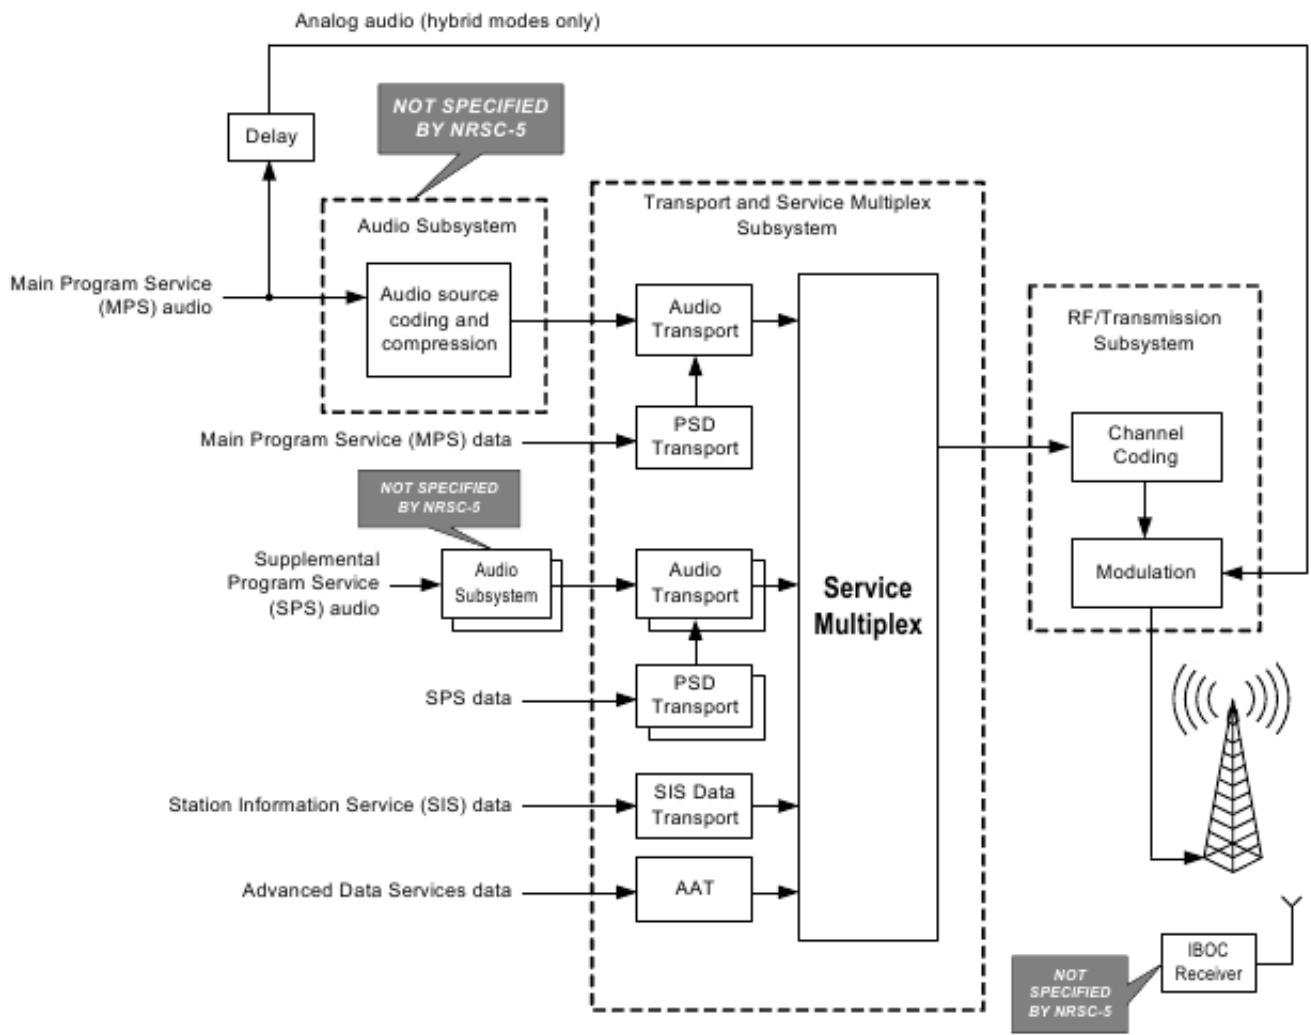 Analog audio (hybrid modes only)
NOT SPECIFIED
BY NRSC-5
Delay
Transport and Service Multiplex
Subsystem
Audio Subsystem
Main Program Service
(MPS) audio
Audio source
coding and
compression
Audio
Transport
RF/Transmission
Subsystem
Main Program Service (MPS) data
PSD
Transport
Channel
Coding
NOT SPECIFIED
BY NRSC-5
Supplemental
Program Service
(SPS) audio
Audio
Subsystem
Audio
Transport
Service
Multiplex
Modulation
SPS data
PSD
Transport
Station Information Service (SIS) data
SIS Data
Transport
Advanced Data Services data
AAT
IBOC
Receiver
NOT
SPECIFIED
BY NRSC-5